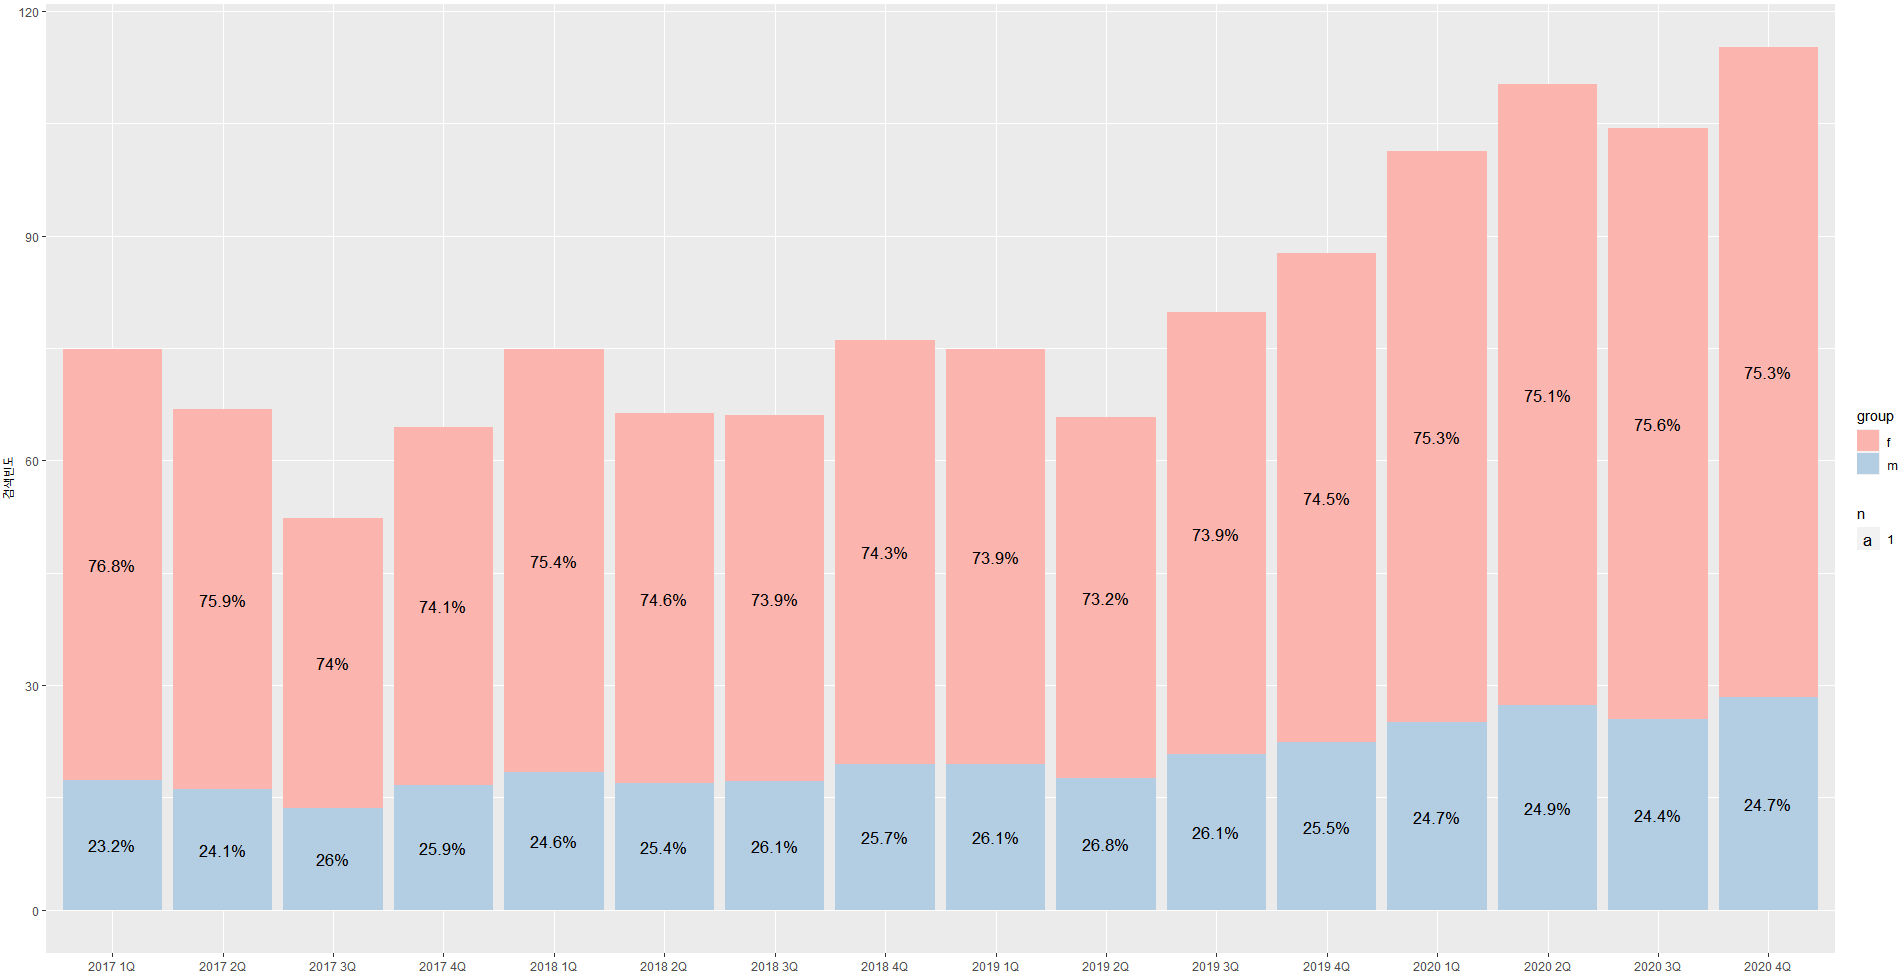 120
90
60
30
0
검색빈도
76.8%
75.9%
74%
74.1%
75.4%
74.6%
73.9%
74.3%
73.9%
73.2%
73.9%
74.5%
75.3%
75.1%
75.6%
75.3%
23.2%
24.1%
26%
25.9%
24.6%
25.4%
26.1%
25.7%
26.1%
26.8%
26.1%
25.5%
24.7%
24.9%
24.4%
24.7%
2017 1Q
2017 2Q
2017 3Q
2017 4Q
2018 1Q
2018 2Q
2018 3Q
2018 4Q
2019 1Q
2019 2Q
2019 3Q
2019 4Q
2020 1Q
2020 2Q
2020 3Q
2020 4Q
group
f
m
n
a 1